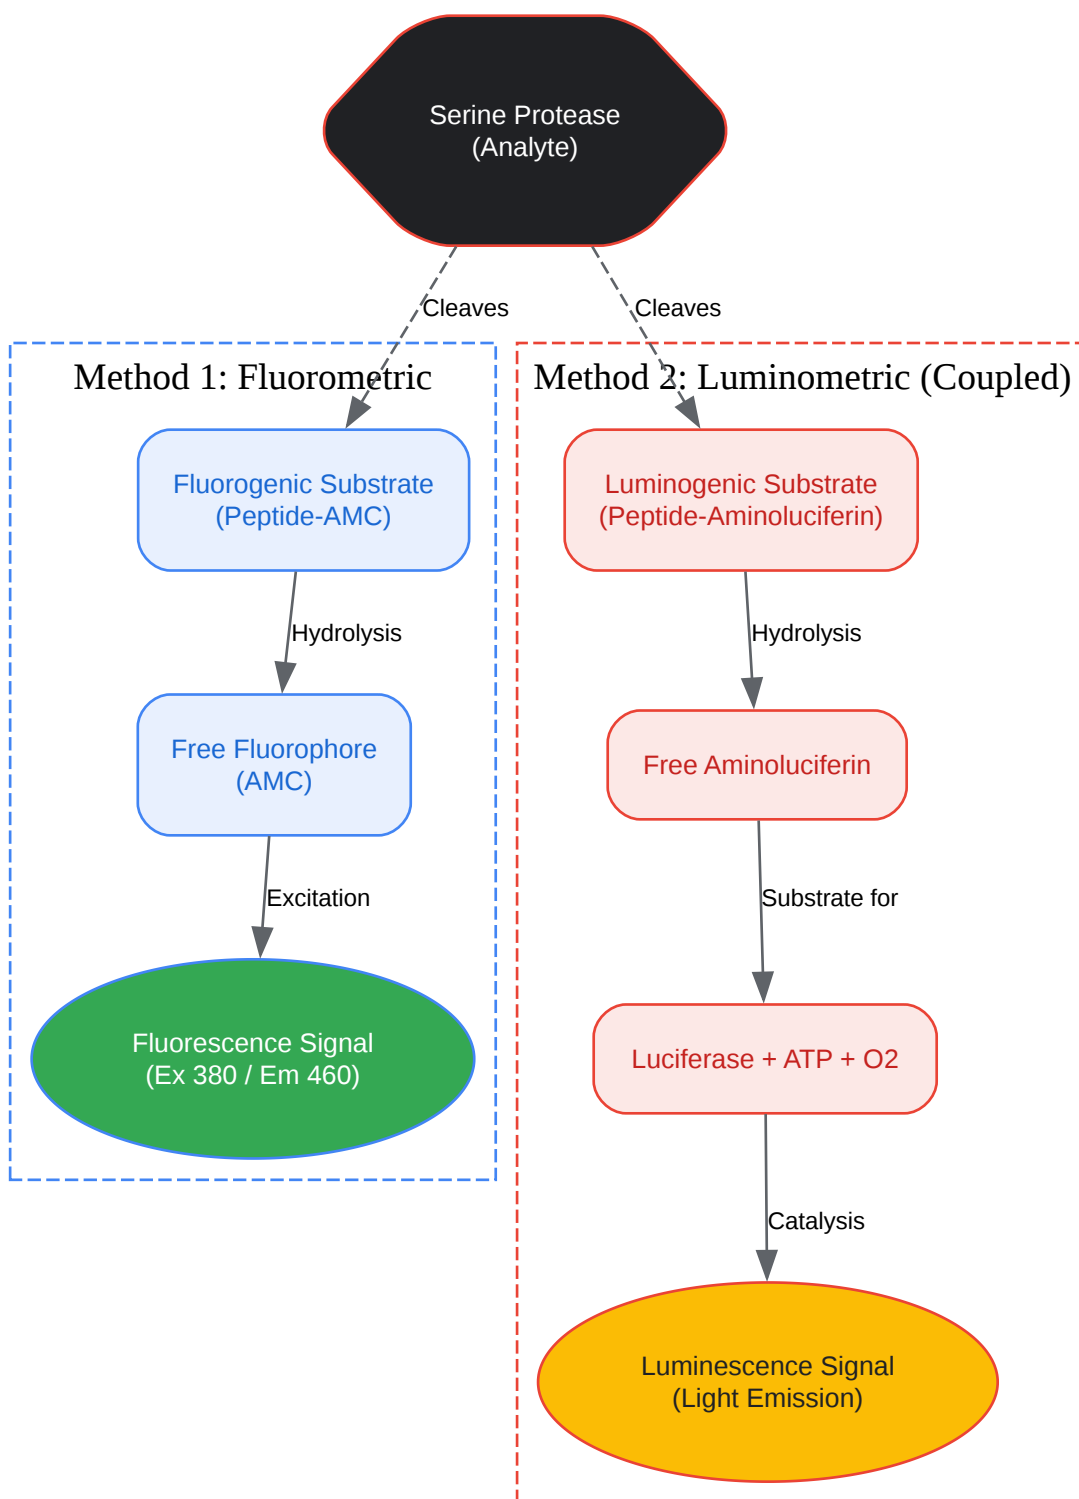 Serine Protease
(Analyte)
Cleaves
Cleaves
Method 1: Fluorometric
Fluorogenic Substrate
(Peptide-AMC)
Hydrolysis
Free Fluorophore
(AMC)
Excitation
Fluorescence Signal
(Ex 380 / Em 460)
Method 2: Luminometric (Coupled)
Luminogenic Substrate
(Peptide-Aminoluciferin)
Hydrolysis
Free Aminoluciferin
Substrate for
Luciferase + ATP + O2
Catalysis
Luminescence Signal
(Light Emission)